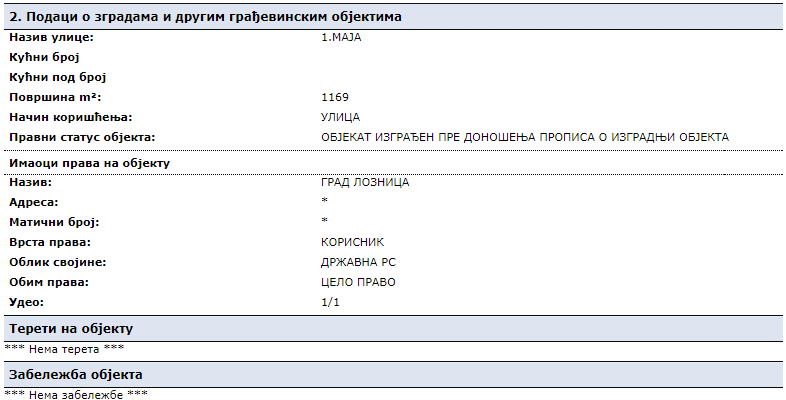 2. Подаци о зградама и другим грађевинским објектима
Назив улице: 1.МАЈА
Кућни број
Кућни под број
Површина m²: 1169
Начин коришћења: УЛИЦА
Правни статус објекта: ОБЈЕКАТ ИЗГРАЂЕН ПРЕ ДОНОШЕЊА ПРОПИСА О ИЗГРАДЊИ ОБЈЕКТА
Имаоци права на објекту
Назив: ГРАД ЛОЗНИЦА
Адреса: *
Матични број: *
Врста права: КОРИСНИК
Облик својине: ДРЖАВНА РС
Обим права: ЦЕЛО ПРАВО
Удео: 1/1
Терети на објекту
*** Нема терета ***
Забележба објекта
*** Нема забележбе ***